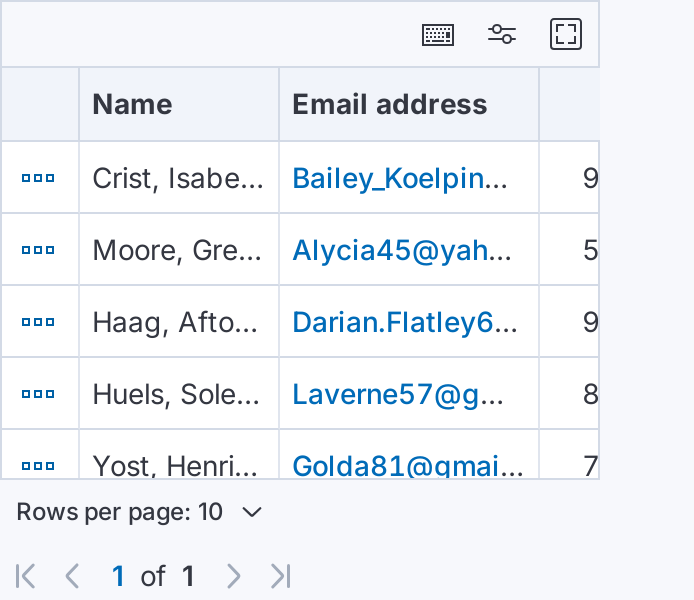 Name Email address
Crist, Isabe... Bailey_Koelpin... 9
Moore, Gre... Alycia45@yah... 5
Haag, Afto... Darian.Flatley6... 9
Huels, Sole... Laverne57@g... 8
Yost, Henri... Golda81@gmai... 7
Rows per page: 10
1 of 1